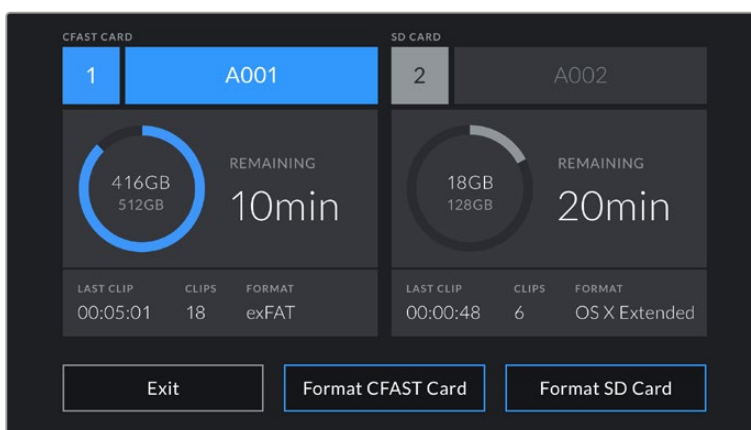 CFAST CARD
1 A001
416GB
512GB
REMAINING
10min
LAST CLIP CLIPS FORMAT
00:05:01 18 exFAT
SD CARD
2 A002
18GB
128GB
REMAINING
20min
LAST CLIP CLIPS FORMAT
00:00:48 6 OS X Extended
Exit Format CFAST Card Format SD Card